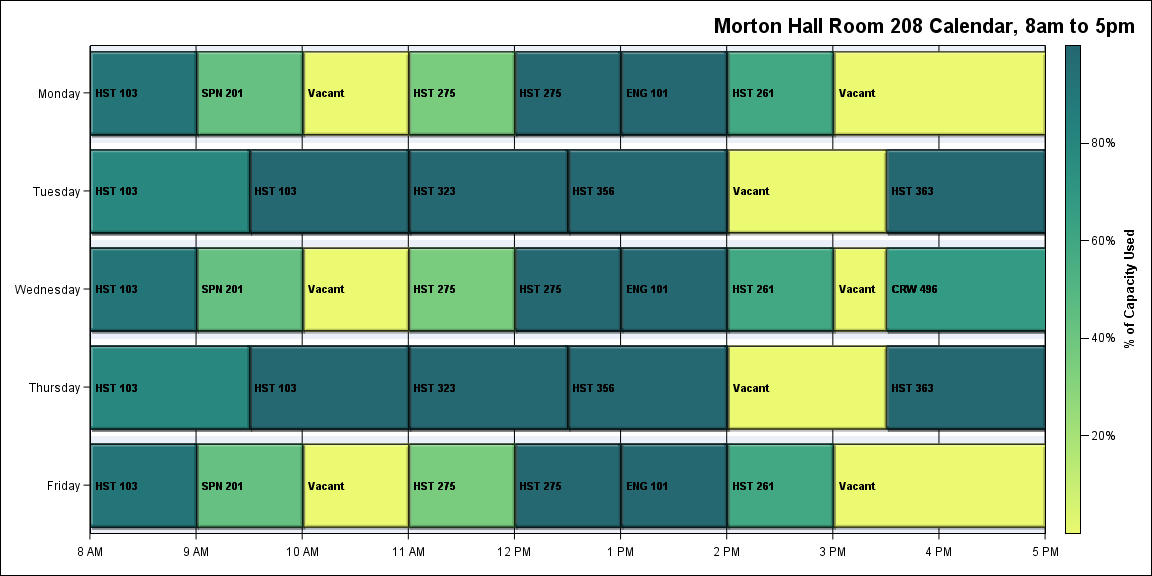 Morton Hall Room 208 Calendar, 8am to 5pm
Monday
HST 103
SPN 201
Vacant
HST 275
HST 275
ENG 101
HST 261
Vacant
Tuesday
HST 103
HST 103
HST 323
HST 356
Vacant
HST 363
Wednesday
HST 103
SPN 201
Vacant
HST 275
HST 275
ENG 101
HST 261
Vacant
CRW 496
Thursday
HST 103
HST 103
HST 323
HST 356
Vacant
HST 363
Friday
HST 103
SPN 201
Vacant
HST 275
HST 275
ENG 101
HST 261
Vacant
8 AM
9 AM
10 AM
11 AM
12 PM
1 PM
2 PM
3 PM
4 PM
5 PM
80%
60%
40%
20%
% of Capacity Used